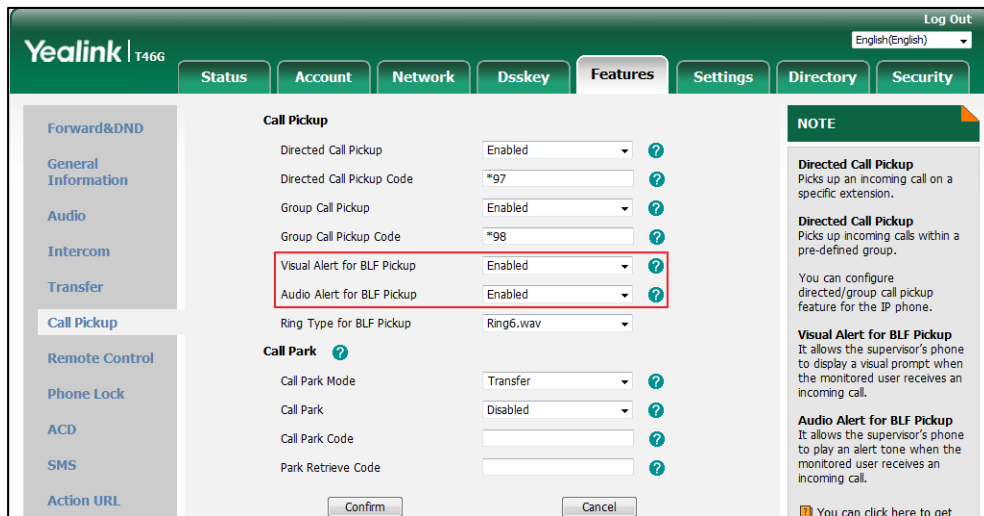 Log Out
English(English)
Yealink | T46G
Status Account Network Dsskey Features Settings Directory Security
Forward&DND
General
Information
Audio
Intercom
Transfer
Call Pickup
Remote Control
Phone Lock
ACD
SMS
Action URL
Call Pickup
Directed Call Pickup Enabled ?
Directed Call Pickup Code *97 ?
Group Call Pickup Enabled ?
Group Call Pickup Code *98 ?
Visual Alert for BLF Pickup Enabled ?
Audio Alert for BLF Pickup Enabled ?
Ring Type for BLF Pickup Ring6.wav
Call Park ?
Call Park Mode Transfer ?
Call Park Disabled ?
Call Park Code ?
Park Retrieve Code ?
Confirm Cancel
NOTE
Directed Call Pickup
Picks up an incoming call on a
specific extension.
Directed Call Pickup
Picks up incoming calls within a
pre-defined group.
You can configure
directed/group call pickup
feature for the IP phone.
Visual Alert for BLF Pickup
It allows the supervisor's phone
to display a visual prompt when
the monitored user receives an
incoming call.
Audio Alert for BLF Pickup
It allows the supervisor's phone
to play an alert tone when the
monitored user receives an
incoming call.
? You can click here to get